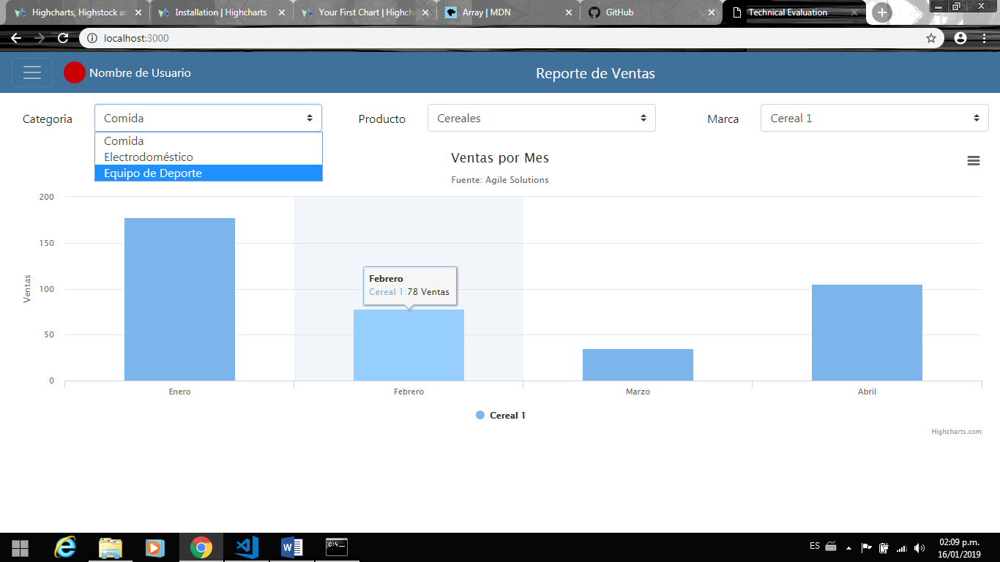 Highcharts, Highstock an
Installation | Highcharts
Your First Chart | Highch
Array | MDN
GitHub
Technical Evaluation
localhost:3000
Nombre de Usuario
Reporte de Ventas
Categoria
Comida
Producto
Cereales
Marca
Cereal 1
Comida
Electrodoméstico
Equipo de Deporte
Ventas por Mes
Fuente: Agile Solutions
200
150
100
50
0
Ventas
Febrero
Cereal 1:78 Ventas
Enero
Febrero
Marzo
Abril
Cereal 1
Highcharts.com
ES
02:09 p.m.
16/01/2019